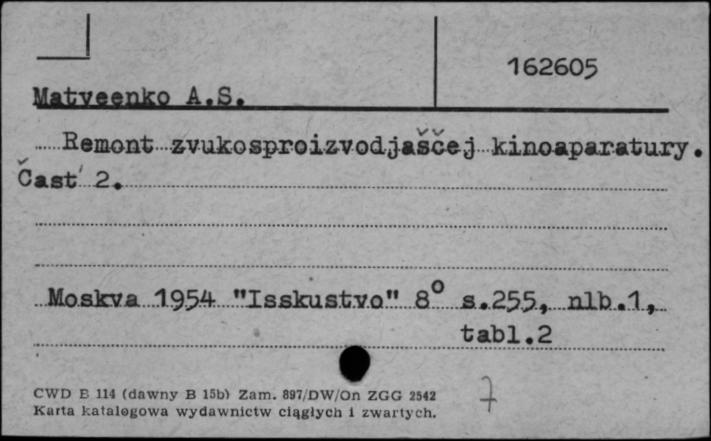 162605
Matveenko A.S.
Remont zvukosproizvodjaščej kinoaparatury.
Čast' 2.
Moskva 1954 "Isskustvo" 8° s.255, nlb.1,
tabl.2
CWD E 114 (dawny B 15b) Zam. 897/DW/On ZGG 2542
Karta katalogowa wydawnictw ciągłych i zwartych.
7